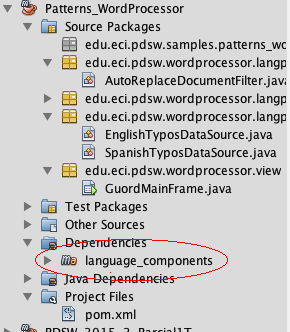 Patterns_WordProcessor
Source Packages
edu.eci.pdsw.samples.patterns_wo
edu.eci.pdsw.wordprocessor.langp
AutoReplaceDocumentFilter.java
edu.eci.pdsw.wordprocessor.langp
edu.eci.pdsw.wordprocessor.langp
EnglishTyposDataSource.java
SpanishTyposDataSource.java
edu.eci.pdsw.wordprocessor.view
GuordMainFrame.java
Test Packages
Other Sources
Dependencies
language_components
Java Dependencies
Project Files
pom.xml
PDSW_2015-2_Parcial1T